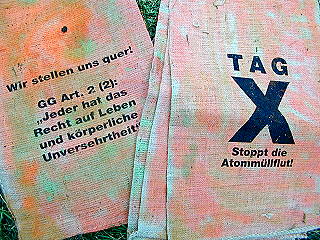 Wir stellen uns quer!
GG Art. 2 (2):
„Jeder hat das
Recht auf Leben
und körperliche
Unversehrtheit“
TAG
X
Stoppt die
Atommüllflut!